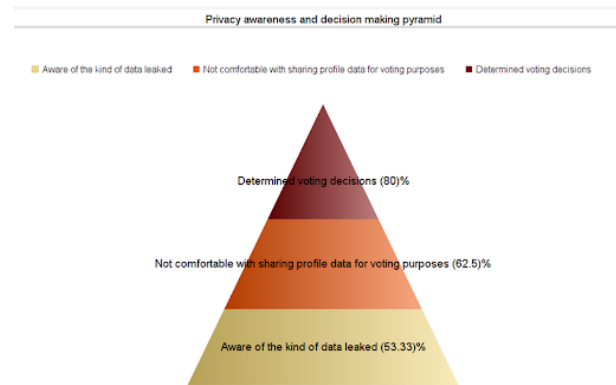 Privacy awareness and decision making pyramid
Aware of the kind of data leaked Not comfortable with sharing profile data for voting purposes Determined voting decisions
Determined voting decisions (80)%
Not comfortable with sharing profile data for voting purposes (62.5)%
Aware of the kind of data leaked (53.33)%